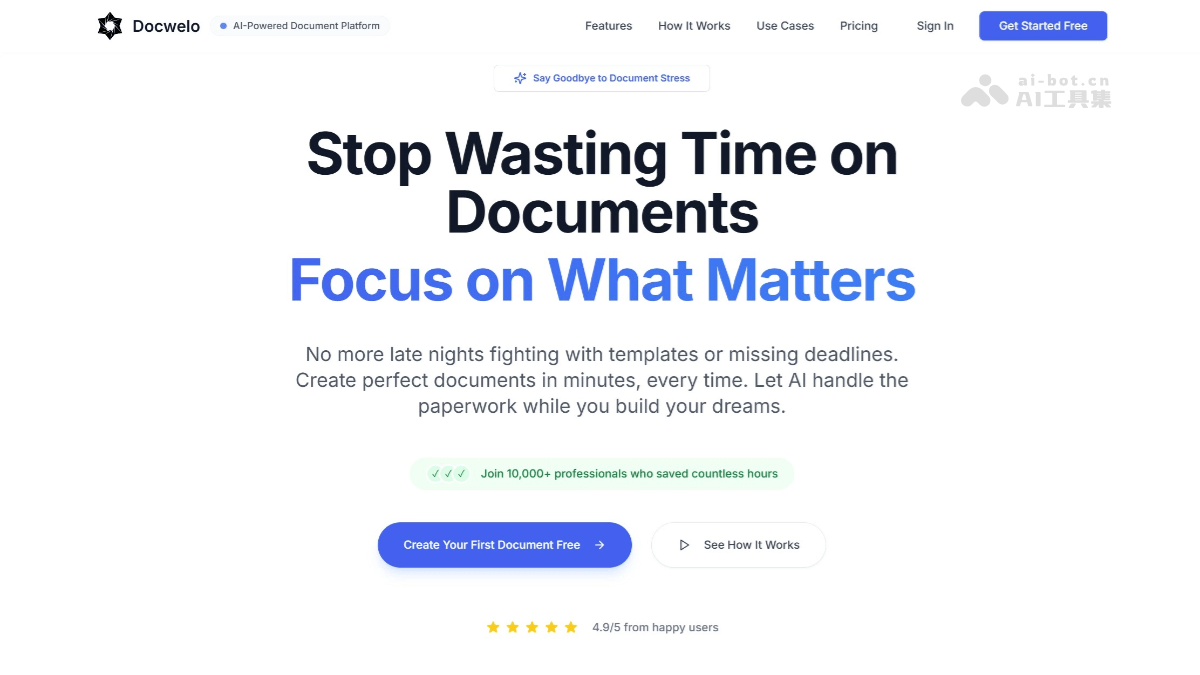 Docwelo
AI-Powered Document Platform
Features
How It Works
Use Cases
Pricing
Sign In
Get Started Free
Say Goodbye to Document Stress
ai-bot.cn
AI工具集
Stop Wasting Time on
Documents
Focus on What Matters
No more late nights fighting with templates or missing deadlines.
Create perfect documents in minutes, every time. Let AI handle the
paperwork while you build your dreams.
✓ ✓ ✓ Join 10,000+ professionals who saved countless hours
Create Your First Document Free →
See How It Works
4.9/5 from happy users